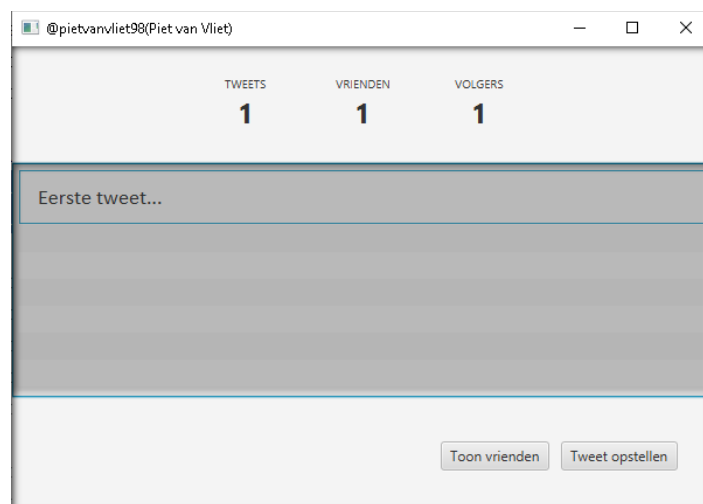 @pietvanvliet98(Piet van Vliet)
TWEETS VRIENDEN VOLGERS
1 1 1
Eerste tweet...
Toon vrienden Tweet opstellen